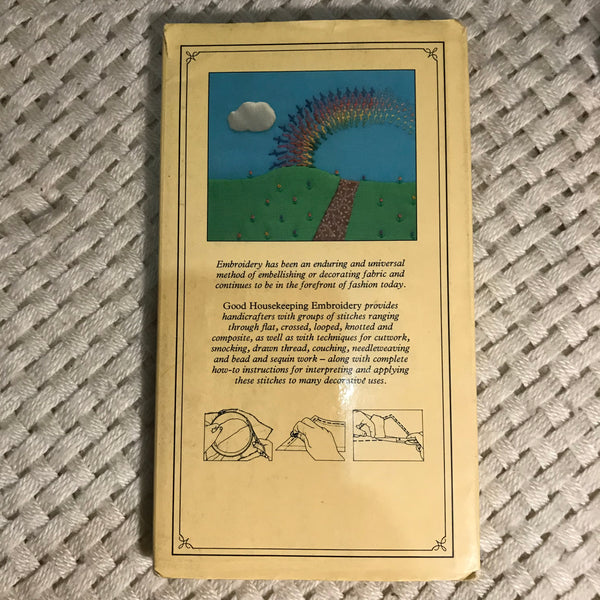 Embroidery has been an enduring and universal
method of embellishing or decorating fabric and
continues to be in the forefront of fashion today.
Good Housekeeping Embroidery provides
handicrafters with groups of stitches ranging
through flat, crossed, looped, knotted and
composite, as well as with techniques for cutwork,
smocking, drawn thread, couching, needleweaving
and bead and sequin work – along with complete
how-to instructions for interpreting and applying
these stitches to many decorative uses.